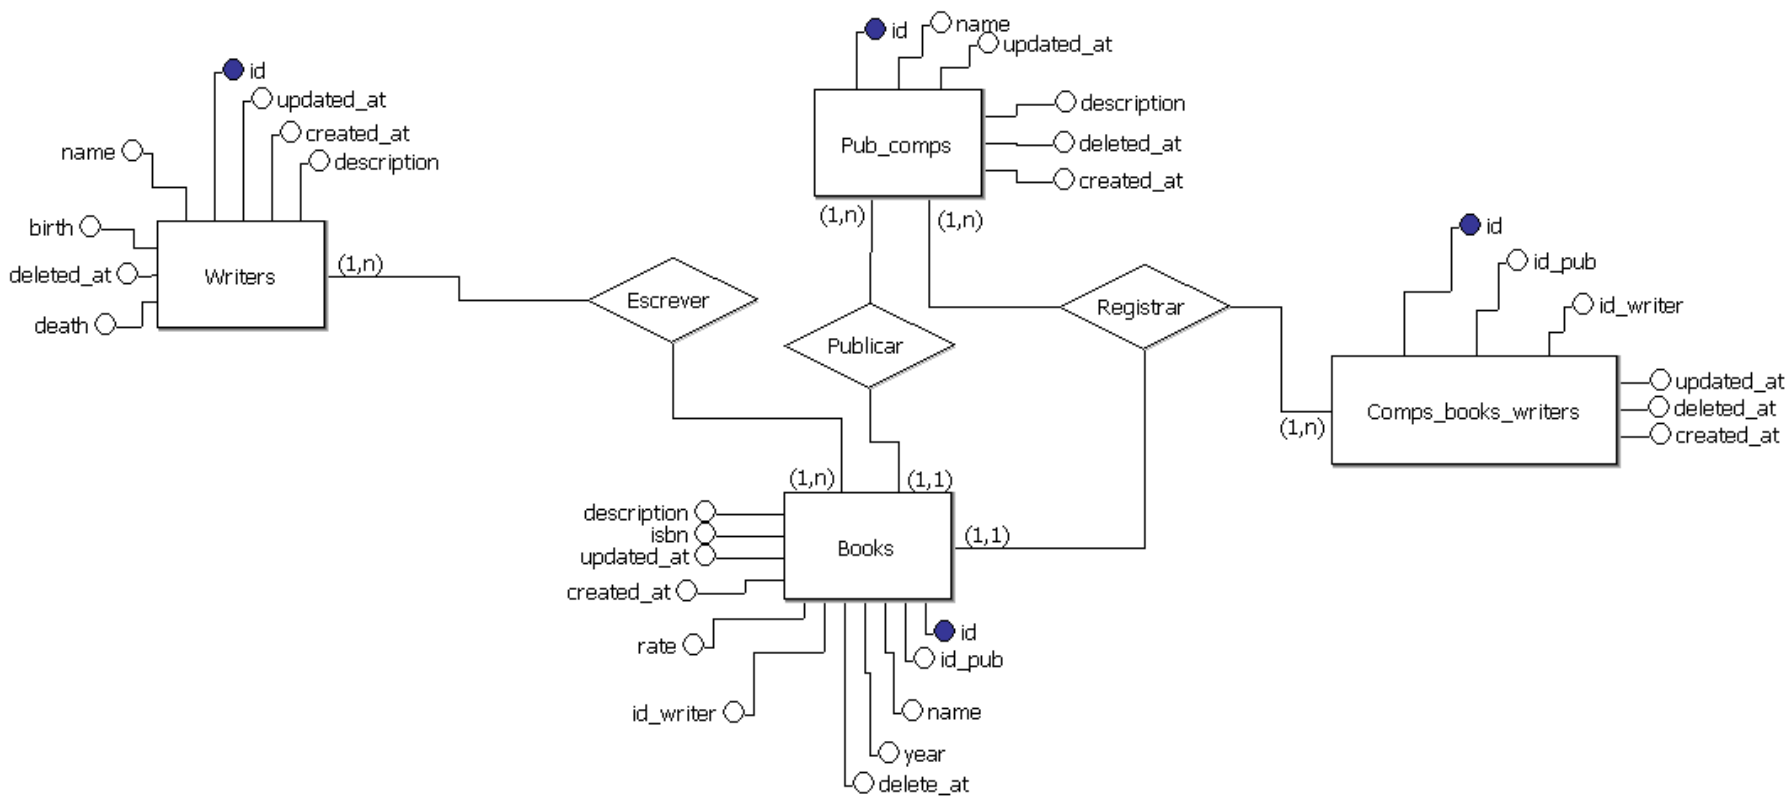 id
name
updated_at
description
deleted_at
created_at
Pub_comps
(1,n)
(1,n)
id
updated_at
created_at
description
name
birth
deleted_at
death
Writers
(1,n)
Escrever
Publicar
Registrar
id
id_pub
id_writer
updated_at
deleted_at
created_at
Comps_books_writers
(1,n)
(1,n)
(1,1)
(1,1)
Books
description
isbn
updated_at
created_at
rate
id_writer
id
id_pub
name
year
delete_at